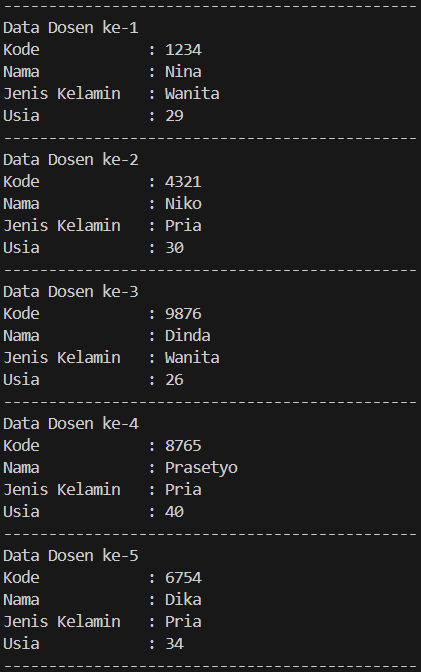 ----------------------------------------------
Data Dosen ke-1
Kode            : 1234
Nama            : Nina
Jenis Kelamin   : Wanita
Usia            : 29
----------------------------------------------
Data Dosen ke-2
Kode            : 4321
Nama            : Niko
Jenis Kelamin   : Pria
Usia            : 30
----------------------------------------------
Data Dosen ke-3
Kode            : 9876
Nama            : Dinda
Jenis Kelamin   : Wanita
Usia            : 26
----------------------------------------------
Data Dosen ke-4
Kode            : 8765
Nama            : Prasetyo
Jenis Kelamin   : Pria
Usia            : 40
----------------------------------------------
Data Dosen ke-5
Kode            : 6754
Nama            : Dika
Jenis Kelamin   : Pria
Usia            : 34
----------------------------------------------